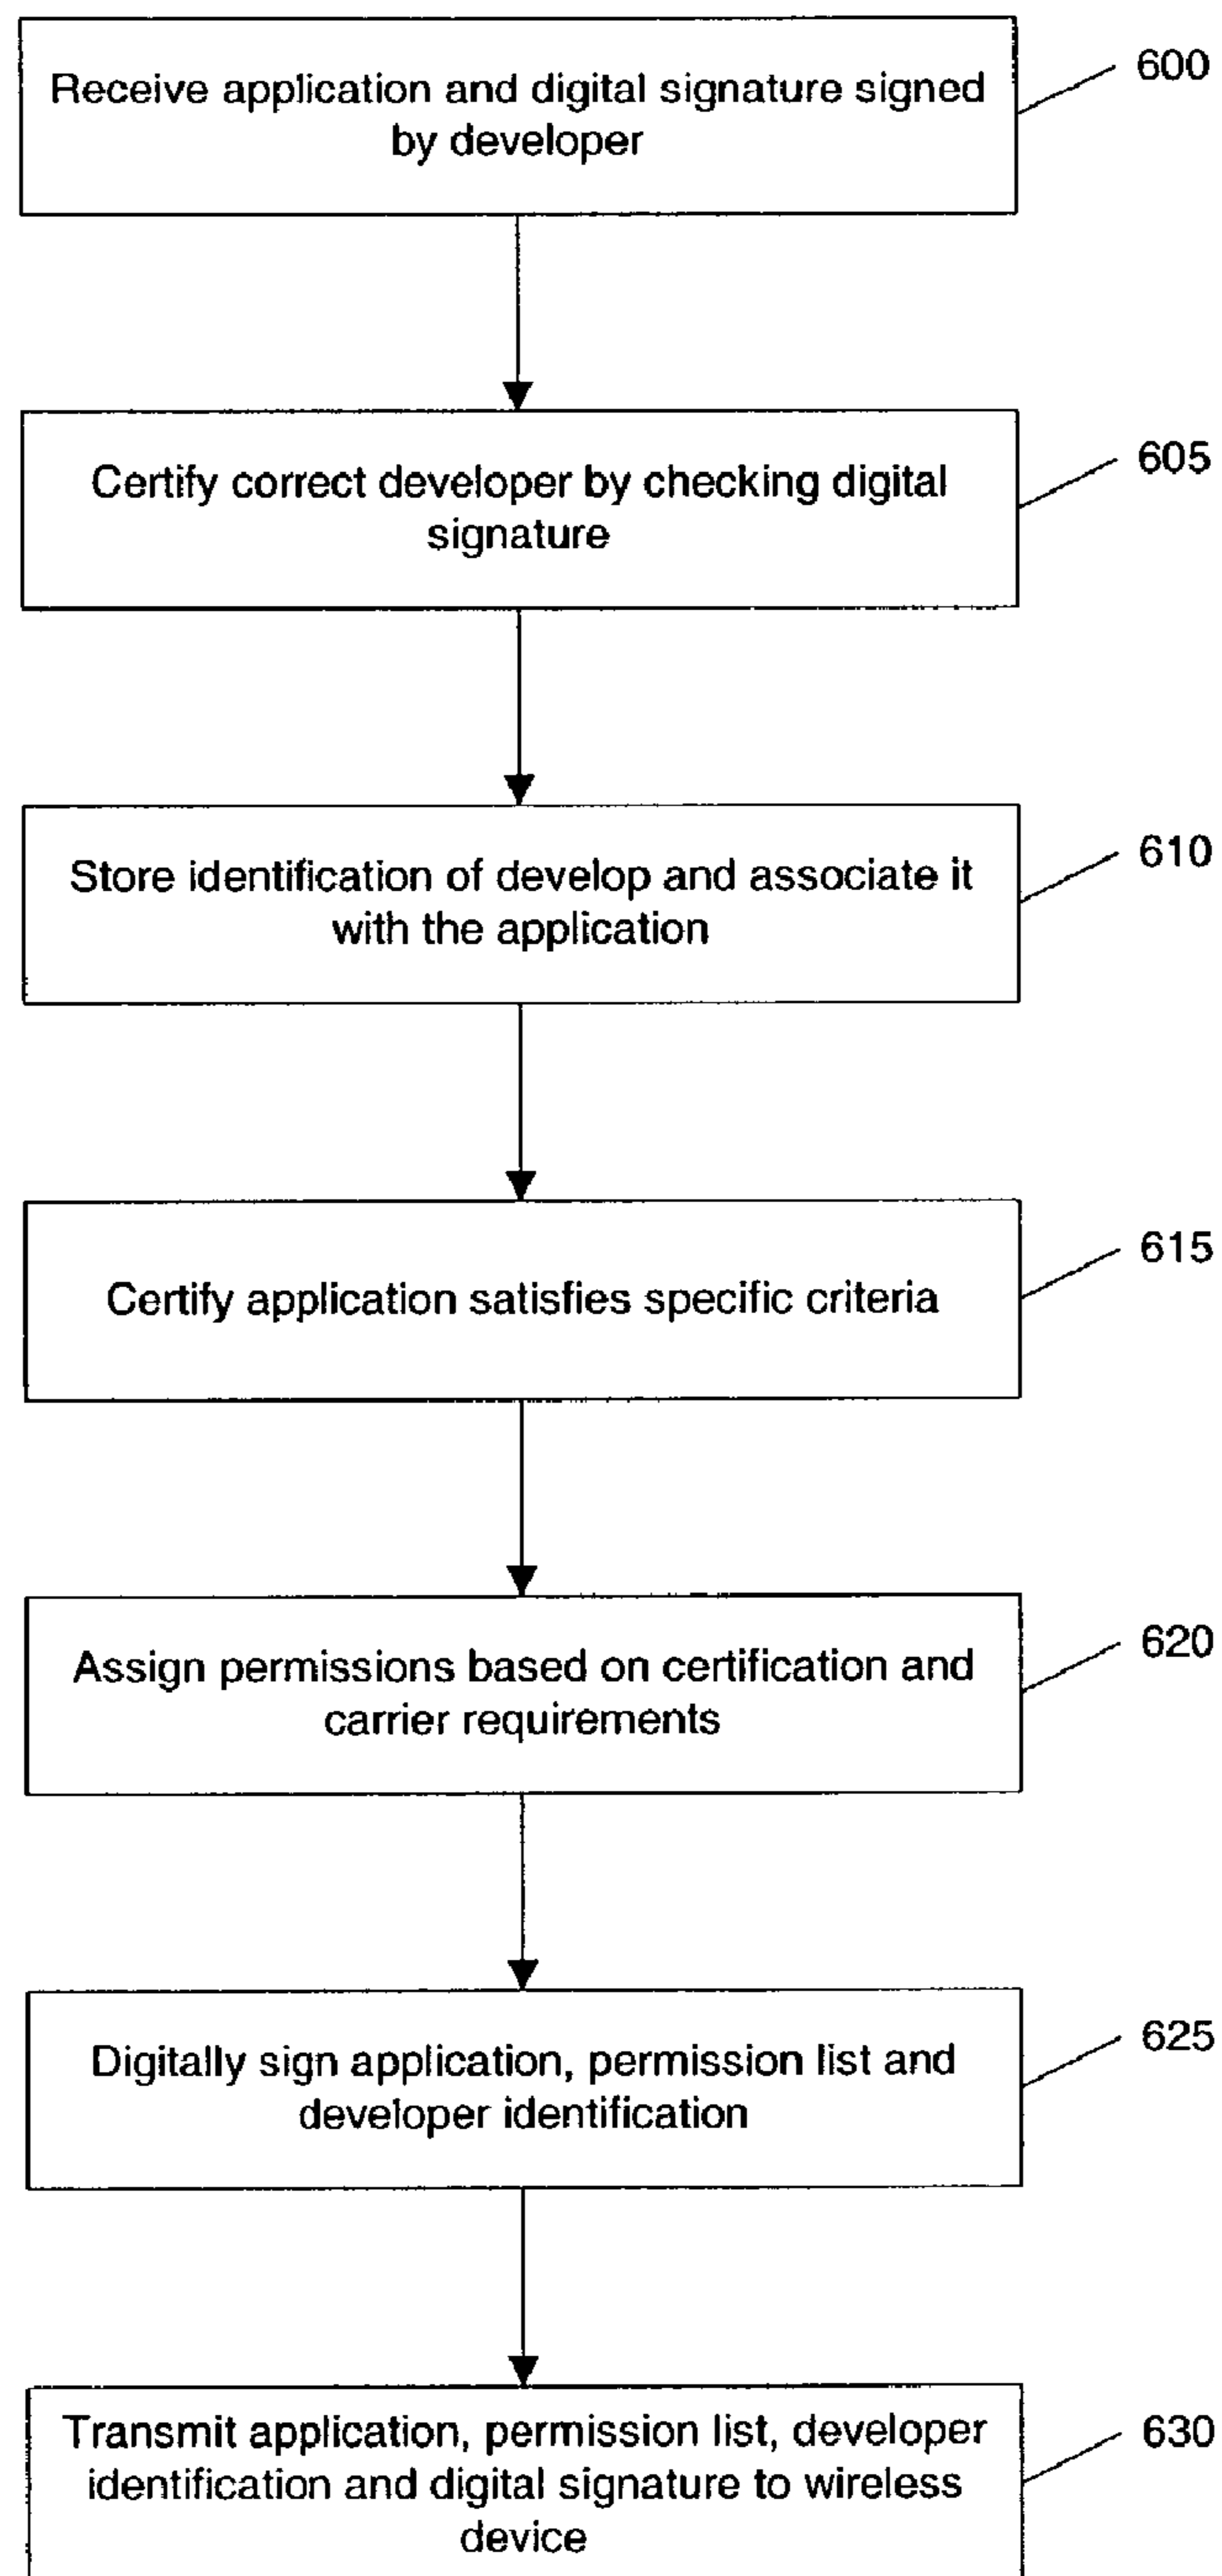 Receive application and digital signature signed
by developer
600
Certify correct developer by checking digital
signature
605
Store identification of develop and associate it
with the application
610
Certify application satisfies specific criteria
615
Assign permissions based on certification and
carrier requirements
620
Digitally sign application, permission list and
developer identification
625
Transmit application, permission list, developer
identification and digital signature to wireless
device
630